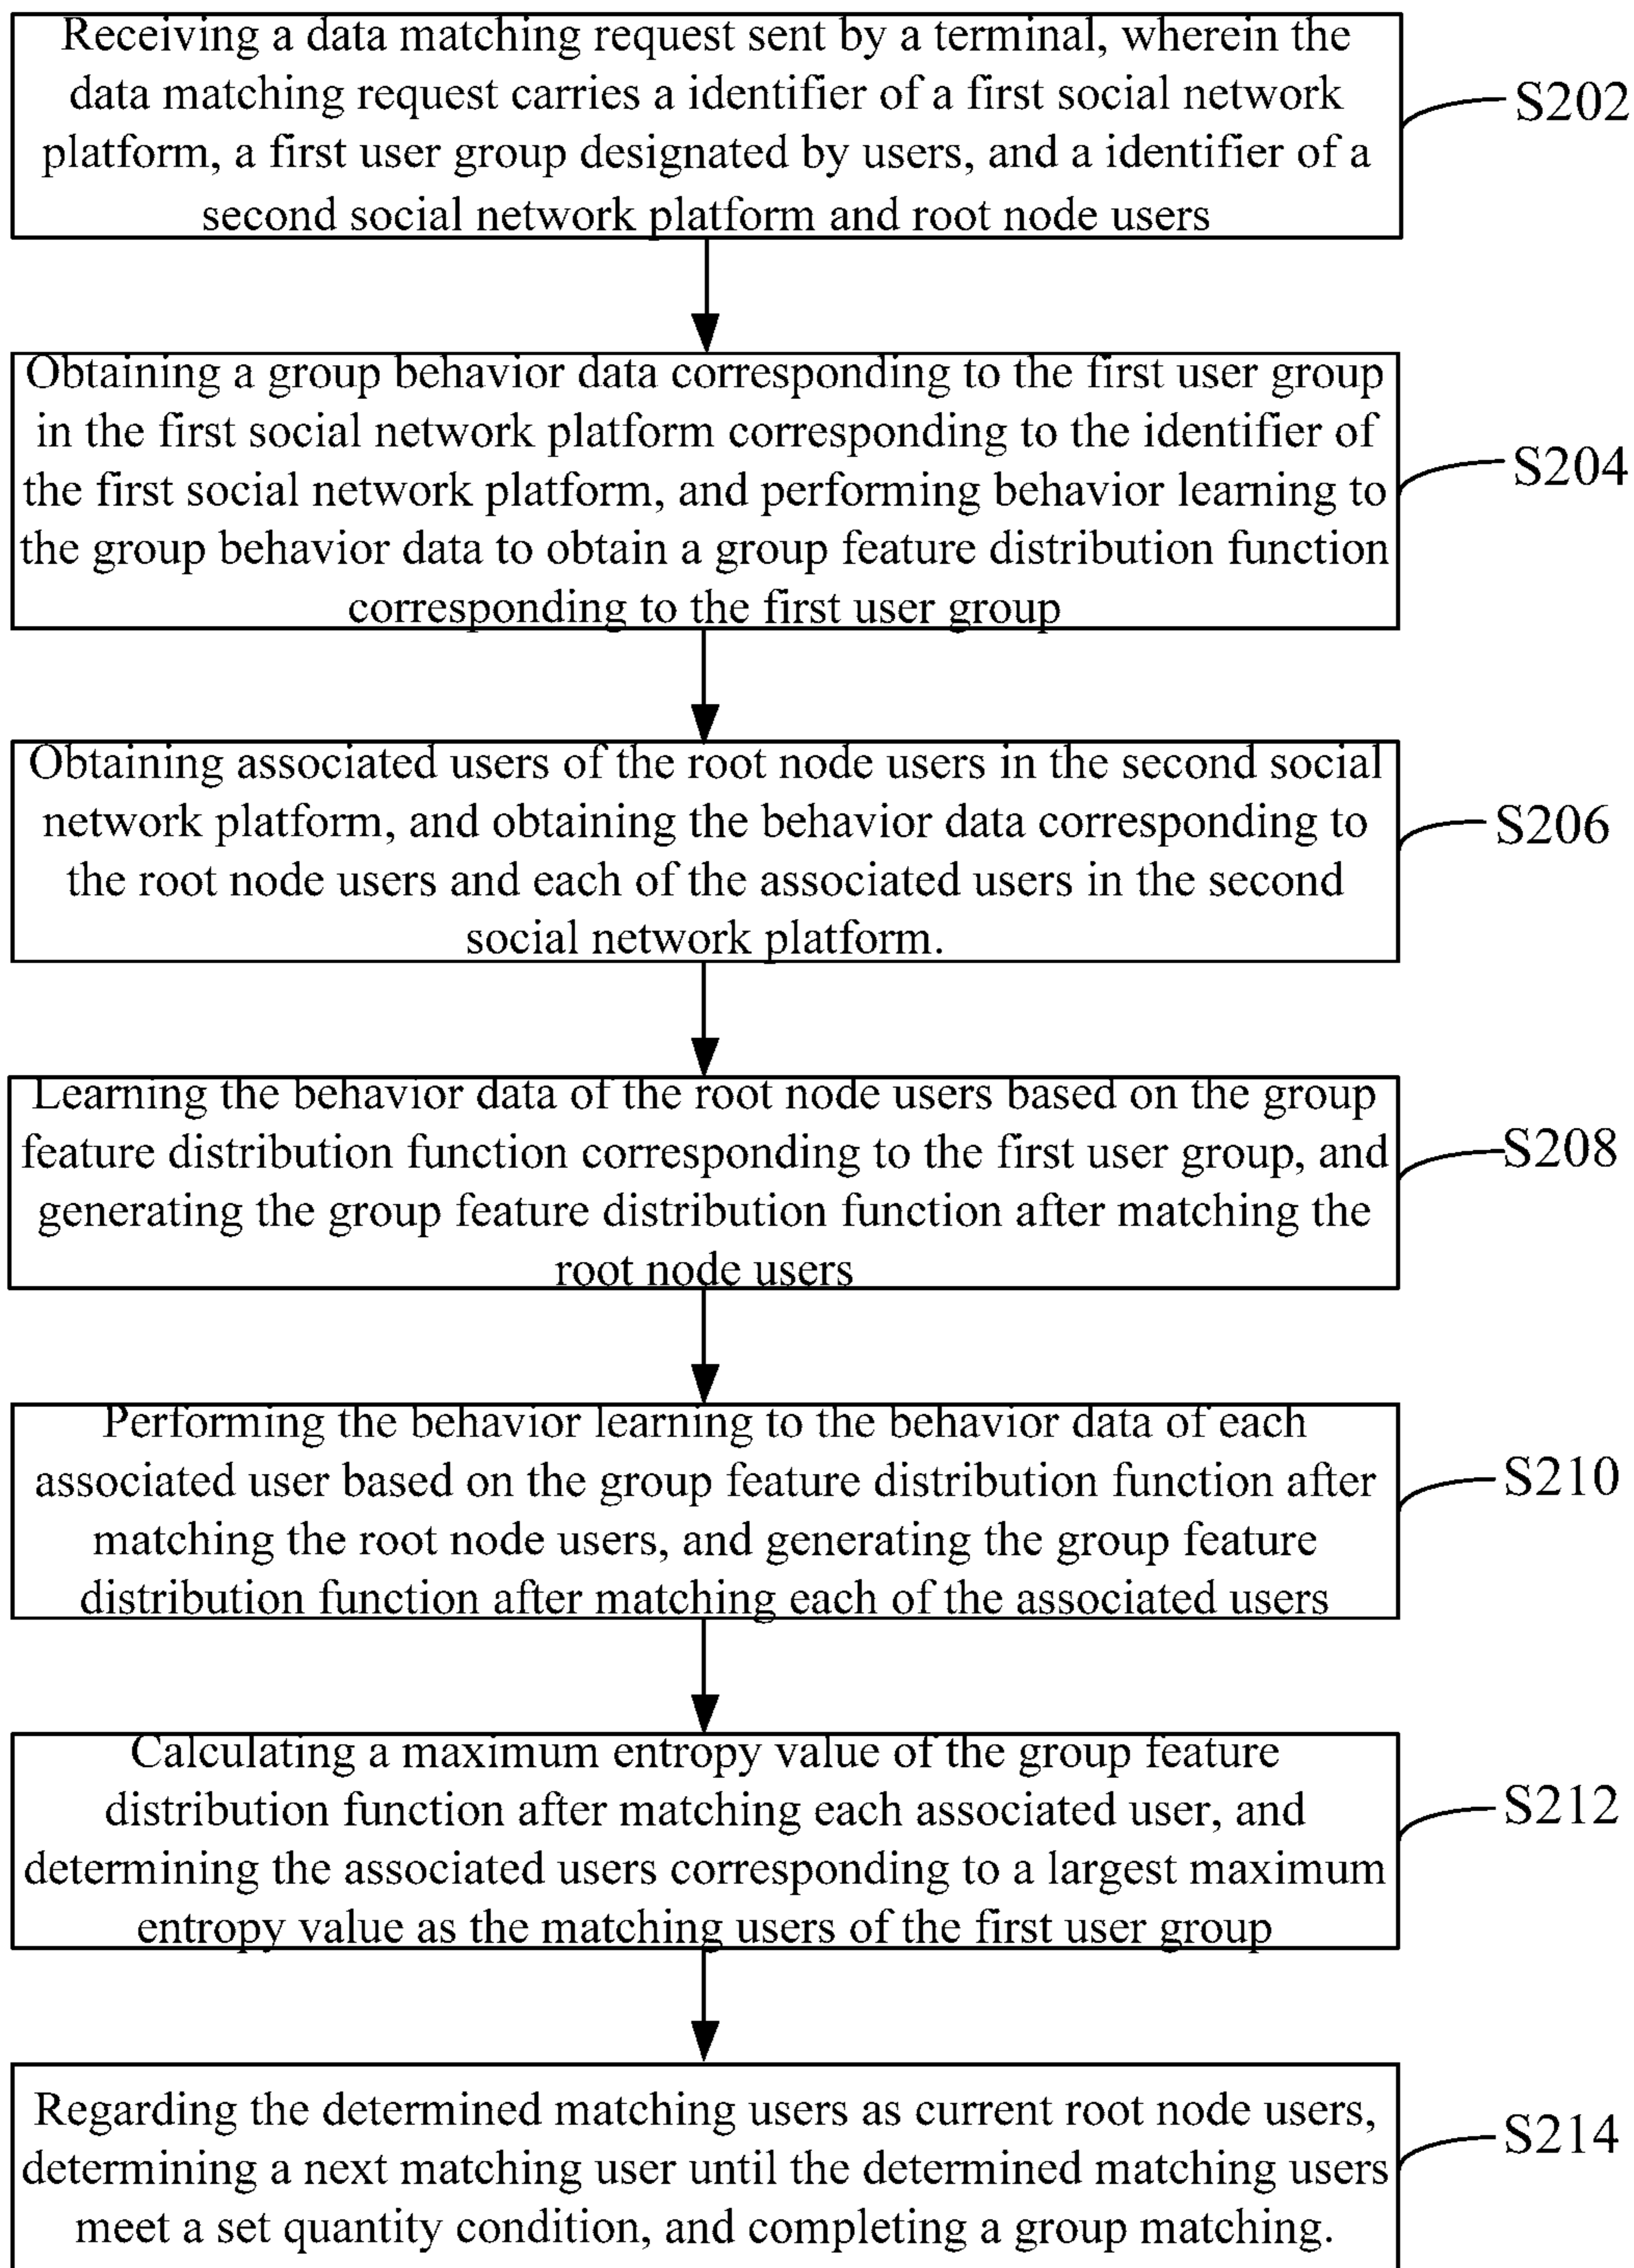 Receiving a data matching request sent by a terminal, wherein the
data matching request carries a identifier of a first social network
platform, a first user group designated by users, and a identifier of a
second social network platform and root node users
S202
Obtaining a group behavior data corresponding to the first user group
in the first social network platform corresponding to the identifier of
the first social network platform, and performing behavior learning to
the group behavior data to obtain a group feature distribution function
corresponding to the first user group
S204
Obtaining associated users of the root node users in the second social
network platform, and obtaining the behavior data corresponding to
the root node users and each of the associated users in the second
social network platform.
S206
Learning the behavior data of the root node users based on the group
feature distribution function corresponding to the first user group, and
generating the group feature distribution function after matching the
root node users
S208
Performing the behavior learning to the behavior data of each
associated user based on the group feature distribution function after
matching the root node users, and generating the group feature
distribution function after matching each of the associated users
S210
Calculating a maximum entropy value of the group feature
distribution function after matching each associated user, and
determining the associated users corresponding to a largest maximum
entropy value as the matching users of the first user group
S212
Regarding the determined matching users as current root node users,
determining a next matching user until the determined matching users
meet a set quantity condition, and completing a group matching.
S214